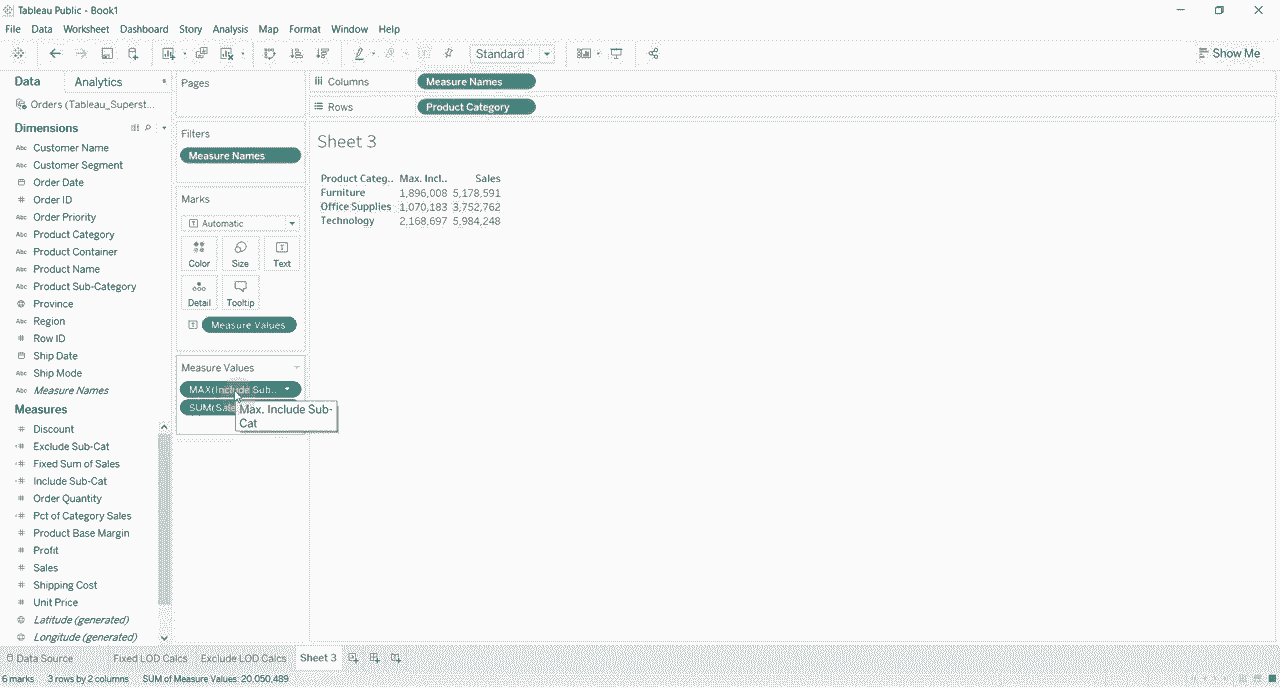 Tableau Public - Book1
File Data Worksheet Dashboard Story Analysis Map Format Window Help
Standard
Show Me
Data Analytics
Orders (Tableau_Superst...
Dimensions
Customer Name
Customer Segment
Order Date
Order ID
Order Priority
Product Category
Product Container
Product Name
Product Sub-Category
Province
Region
Row ID
Ship Date
Ship Mode
Measure Names
Measures
Discount
Exclude Sub-Cat
Fixed Sum of Sales
Include Sub-Cat
Order Quantity
Pct of Category Sales
Product Base Margin
Profit
Sales
Shipping Cost
Unit Price
Latitude (generated)
Longitude (generated)
Pages
Filters
Measure Names
Marks
Automatic
Color Size Text
Detail Tooltip
Measure Values
Measure Values
MAX(Include Sub..
Max. Include Sub-
Cat
Columns Measure Names
Rows Product Category
Sheet 3
Product Categ.. Max. Incl.. Sales
Furniture 1,896,008 5,178,591
Office Supplies 1,070,183 3,752,762
Technology 2,168,697 5,984,248
Data Source Fixed LOD Calcs Exclude LOD Calcs Sheet 3
6 marks 3 rows by 2 columns SUM of Measure Values: 20,050,489